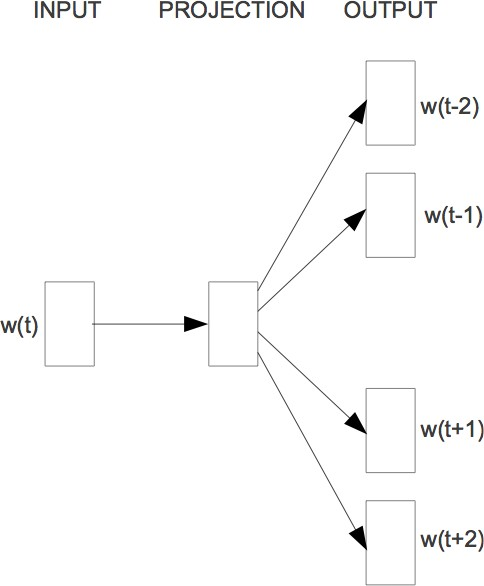 INPUT PROJECTION OUTPUT
w(t-2)
w(t-1)
w(t)
w(t+1)
w(t+2)